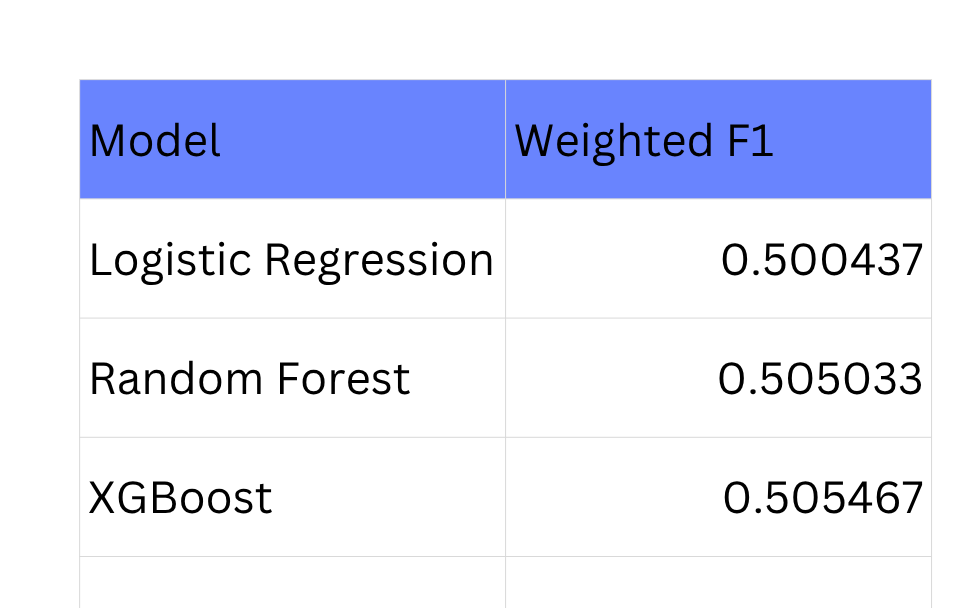 Model Weighted F1
Logistic Regression 0.500437
Random Forest 0.505033
XGBoost 0.505467